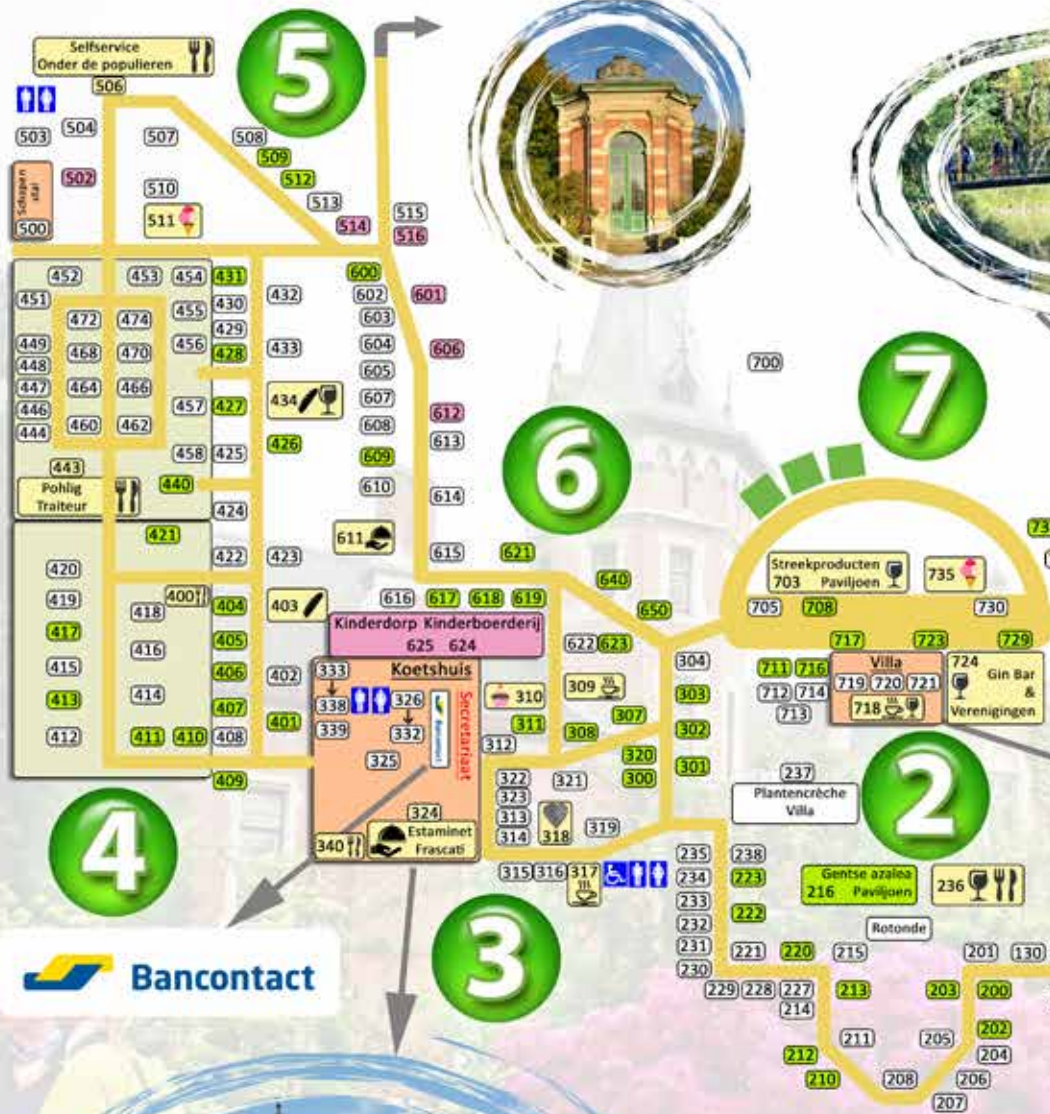 5
Selfservice
Onder de populieren
506
503 504 507 508
509
502 512
Schapen
stal
510 513
500 511 514 515
516
452 453 454 431 600
451 430 432 602 601
472 474 455 429 603
449 468 470 456 428 433 604 606
448
447 464 466 605
446 457 427 434 607 612
444 460 462 608 613
426
458 425 609
443 440 610 614
Pohlig
Traiteur
424
421 611
422 423 615 621
420 640
419 418 400 404 403 616 617 618 619 650
417 405
416 Kinderdorp Kinderboerderij
625 624
622 623
415 406 402
414 407
413 401
412 411 410 408
409
6
7
700
Streekproducten
703 Paviljoen
735
73
705 708 730
717 723 729
711 716
712 714
713
Villa
719 720 721
718
724
Gin Bar
&
Verenigingen
Koetshuis
333
338
339
326
332
325
Bancontact
Secretariaat
324
340
Estaminet
Frascati
310
311
312
309
307
308
304
303
302
301
320
300
322 321
323
313 318 319
314
315 316 317
4
3
2
237
Plantencrèche
Villa
235 238
234 223
233
232 222
231
230 221 220 215
Gentse azalea
216 Paviljoen
236
Rotonde
201 130
229 228 227 213 203 200
214
211 205 202
212 204
210 208 206
207
Bancontact